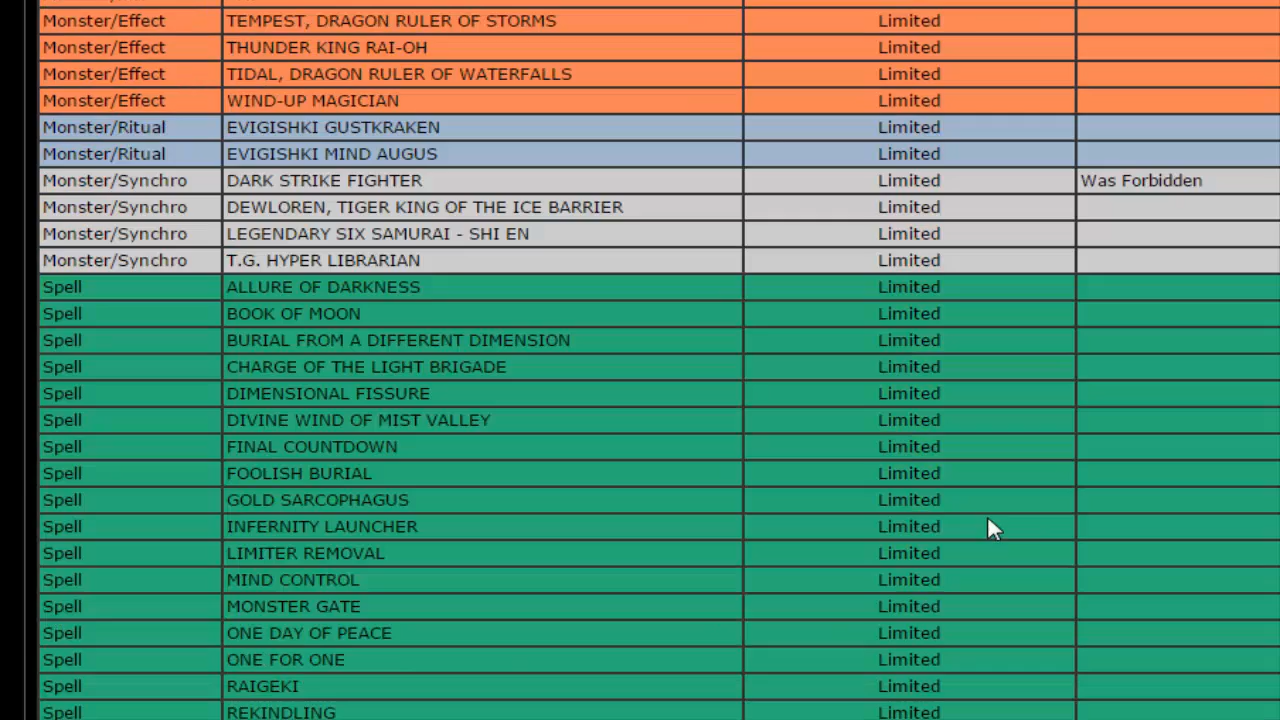 Monster/Effect TEMPEST, DRAGON RULER OF STORMS Limited
Monster/Effect THUNDER KING RAI-OH Limited
Monster/Effect TIDAL, DRAGON RULER OF WATERFALLS Limited
Monster/Effect WIND-UP MAGICIAN Limited
Monster/Ritual EVIGISHKI GUSTKRAKEN Limited
Monster/Ritual EVIGISHKI MIND AUGUS Limited
Monster/Synchro DARK STRIKE FIGHTER Limited Was Forbidden
Monster/Synchro DEWLOREN, TIGER KING OF THE ICE BARRIER Limited
Monster/Synchro LEGENDARY SIX SAMURAI - SHI EN Limited
Monster/Synchro T.G. HYPER LIBRARIAN Limited
Spell ALLURE OF DARKNESS Limited
Spell BOOK OF MOON Limited
Spell BURIAL FROM A DIFFERENT DIMENSION Limited
Spell CHARGE OF THE LIGHT BRIGADE Limited
Spell DIMENSIONAL FISSURE Limited
Spell DIVINE WIND OF MIST VALLEY Limited
Spell FINAL COUNTDOWN Limited
Spell FOOLISH BURIAL Limited
Spell GOLD SARCOPHAGUS Limited
Spell INFERNITY LAUNCHER Limited
Spell LIMITER REMOVAL Limited
Spell MIND CONTROL Limited
Spell MONSTER GATE Limited
Spell ONE DAY OF PEACE Limited
Spell ONE FOR ONE Limited
Spell RAIGEKI Limited
Spell REKINDLING Limited